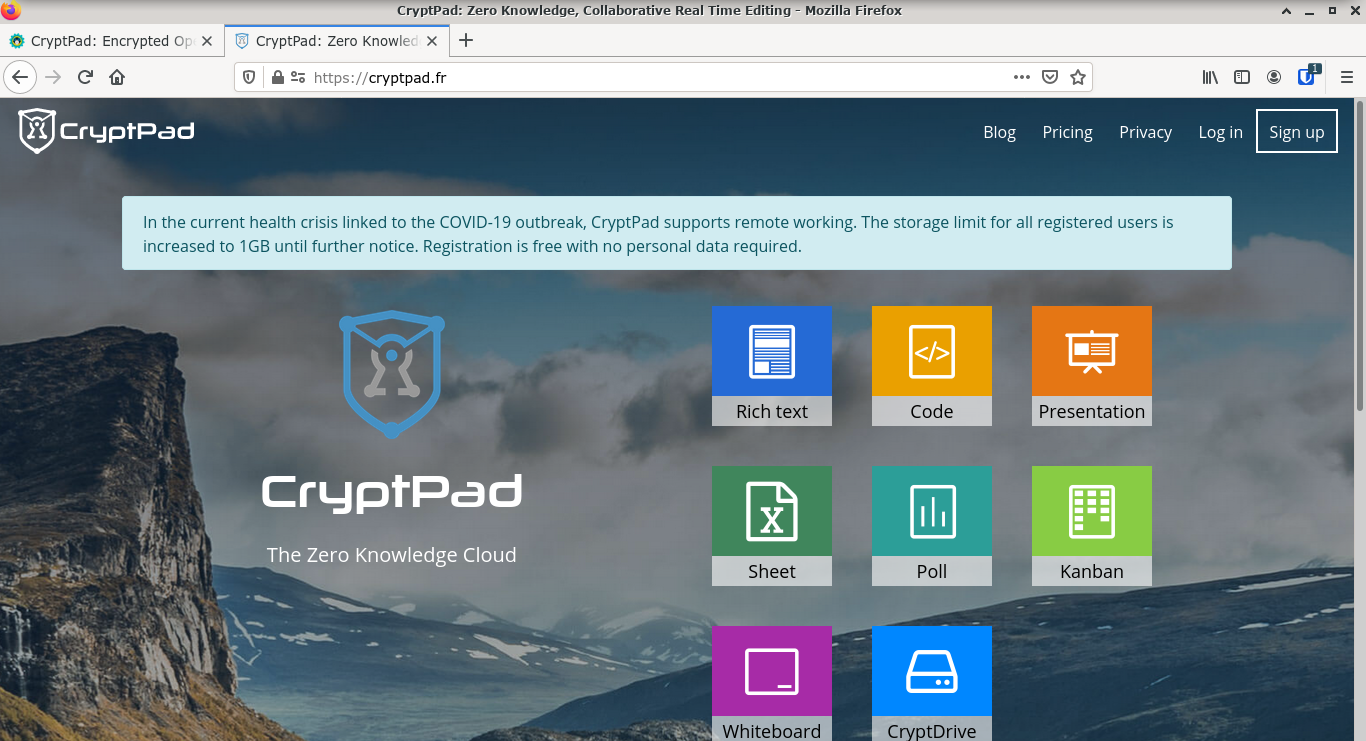 CryptPad: Zero Knowledge, Collaborative Real Time Editing - Mozilla Firefox
CryptPad: Encrypted Op
CryptPad: Zero Knowled
https://cryptpad.fr
1
CryptPad
Blog
Pricing
Privacy
Log in
Sign up
In the current health crisis linked to the COVID-19 outbreak, CryptPad supports remote working. The storage limit for all registered users is
increased to 1GB until further notice. Registration is free with no personal data required.
CryptPad
The Zero Knowledge Cloud
Rich text
</>
Code
Presentation
X
Sheet
Poll
Kanban
Whiteboard
CryptDrive